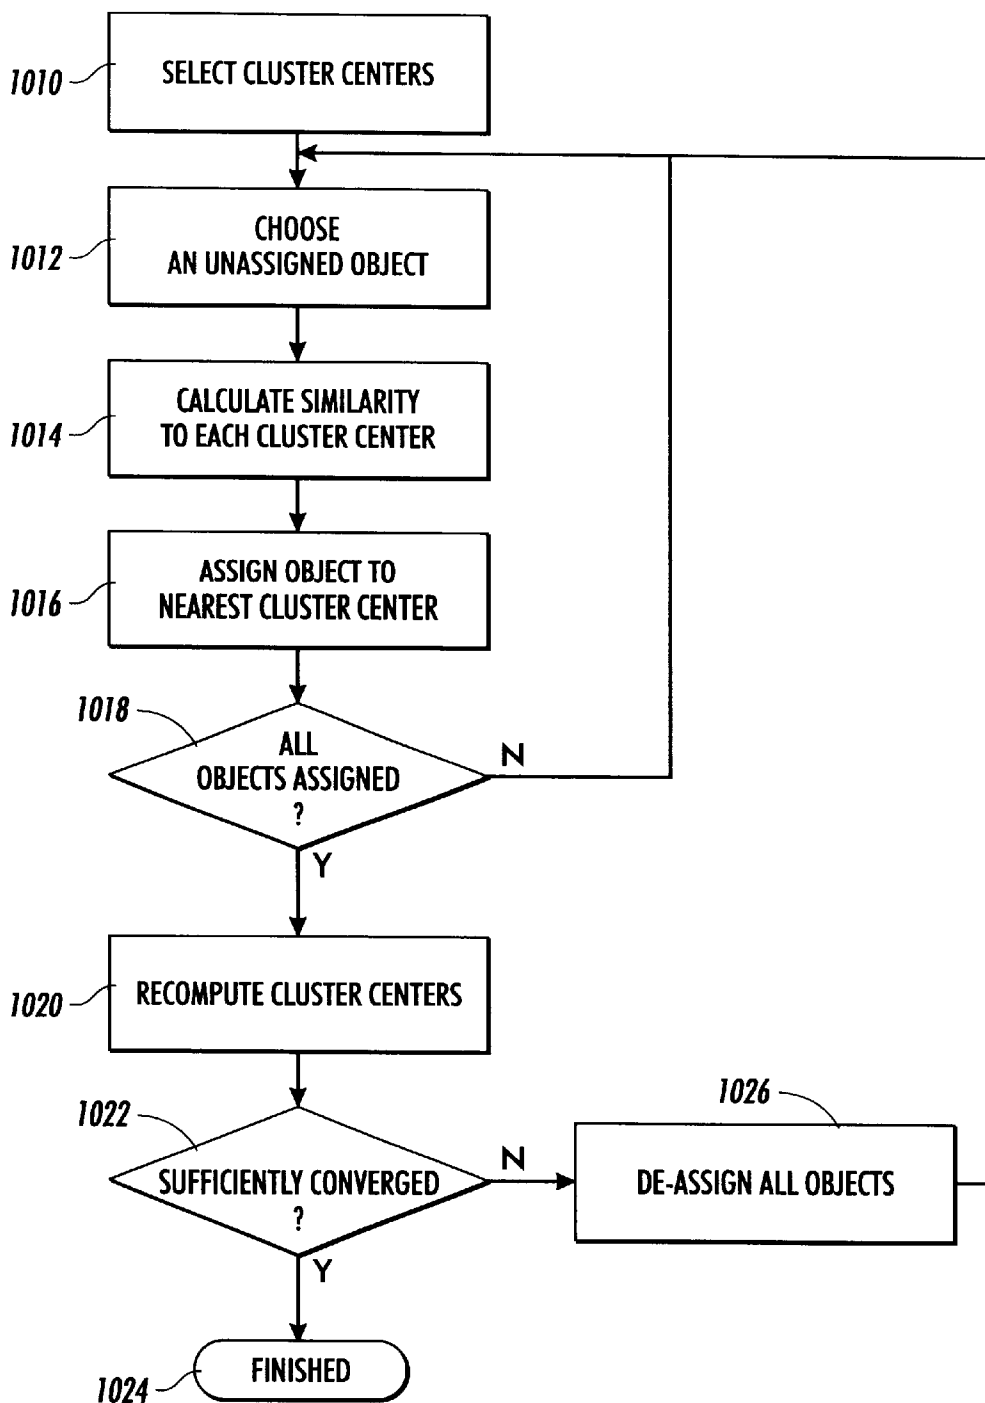 1010
SELECT CLUSTER CENTERS
1012
CHOOSE
AN UNASSIGNED OBJECT
1014
CALCULATE SIMILARITY
TO EACH CLUSTER CENTER
1016
ASSIGN OBJECT TO
NEAREST CLUSTER CENTER
1018
ALL
OBJECTS ASSIGNED
?
N
Y
1020
RECOMPUTE CLUSTER CENTERS
1022
SUFFICIENTLY CONVERGED
?
N
Y
1026
DE-ASSIGN ALL OBJECTS
1024
FINISHED